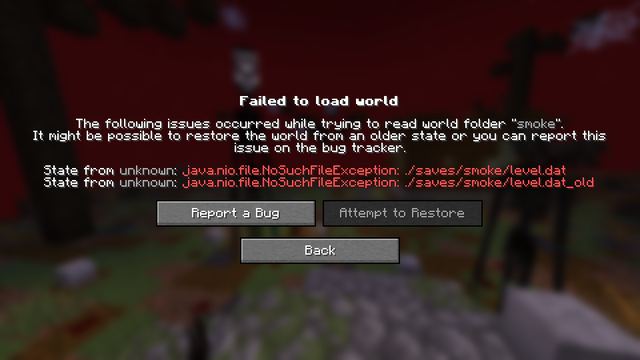 Failed to load world
The following issues occurred while trying to read world folder "smoke".
It might be possible to restore the world from an older state or you can report this
issue on the bug tracker.
State from unknown: java.nio.file.NoSuchFileException: ./saves/smoke/level.dat
State from unknown: java.nio.file.NoSuchFileException: ./saves/smoke/level.dat_old
Report a Bug
Attempt to Restore
Back